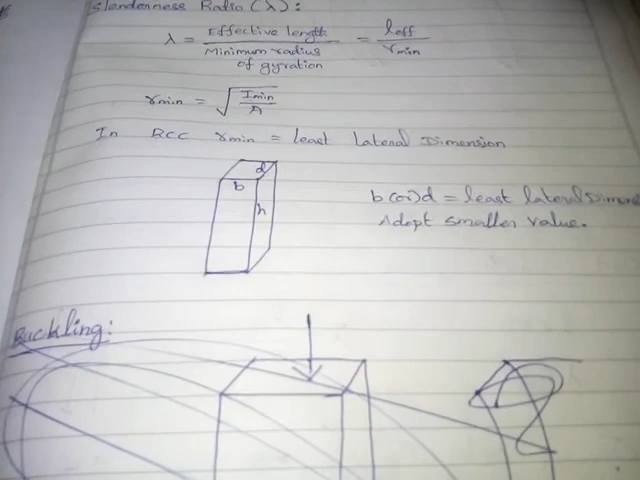 Slenderness Ratio (λ):
λ = Effective length / Minimum radius of gyration = leff / rmin
rmin = √(Imin / A)
In RCC rmin = least lateral Dimension
d
b
h
b (or) d = least lateral Dimen
Adopt smaller value.
Buckling: